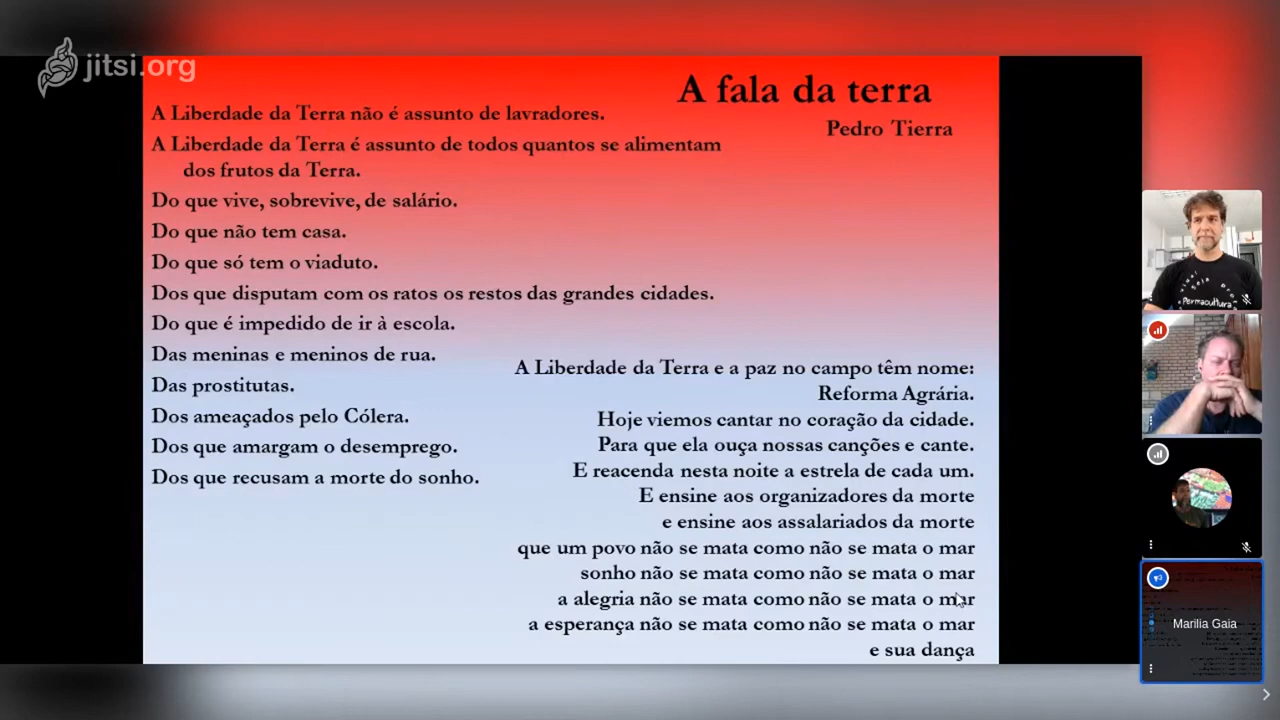 jitsi.org
A fala da terra
Pedro Tierra
A Liberdade da Terra não é assunto de lavradores.
A Liberdade da Terra é assunto de todos quantos se alimentam
dos frutos da Terra.
Do que vive, sobrevive, de salário.
Do que não tem casa.
Do que só tem o viaduto.
Dos que disputam com os ratos os restos das grandes cidades.
Do que é impedido de ir à escola.
Das meninas e meninos de rua.
Das prostitutas.
Dos ameaçados pelo Cólera.
Dos que amargam o desemprego.
Dos que recusam a morte do sonho.
A Liberdade da Terra e a paz no campo têm nome:
Reforma Agrária.
Hoje viemos cantar no coração da cidade.
Para que ela ouça nossas canções e cante.
E reacenda nesta noite a estrela de cada um.
E ensine aos organizadores da morte
e ensine aos assalariados da morte
que um povo não se mata como não se mata o mar
sonho não se mata como não se mata o mar
a alegria não se mata como não se mata o mar
a esperança não se mata como não se mata o mar
e sua dança
Permacultura
Marilia Gaia